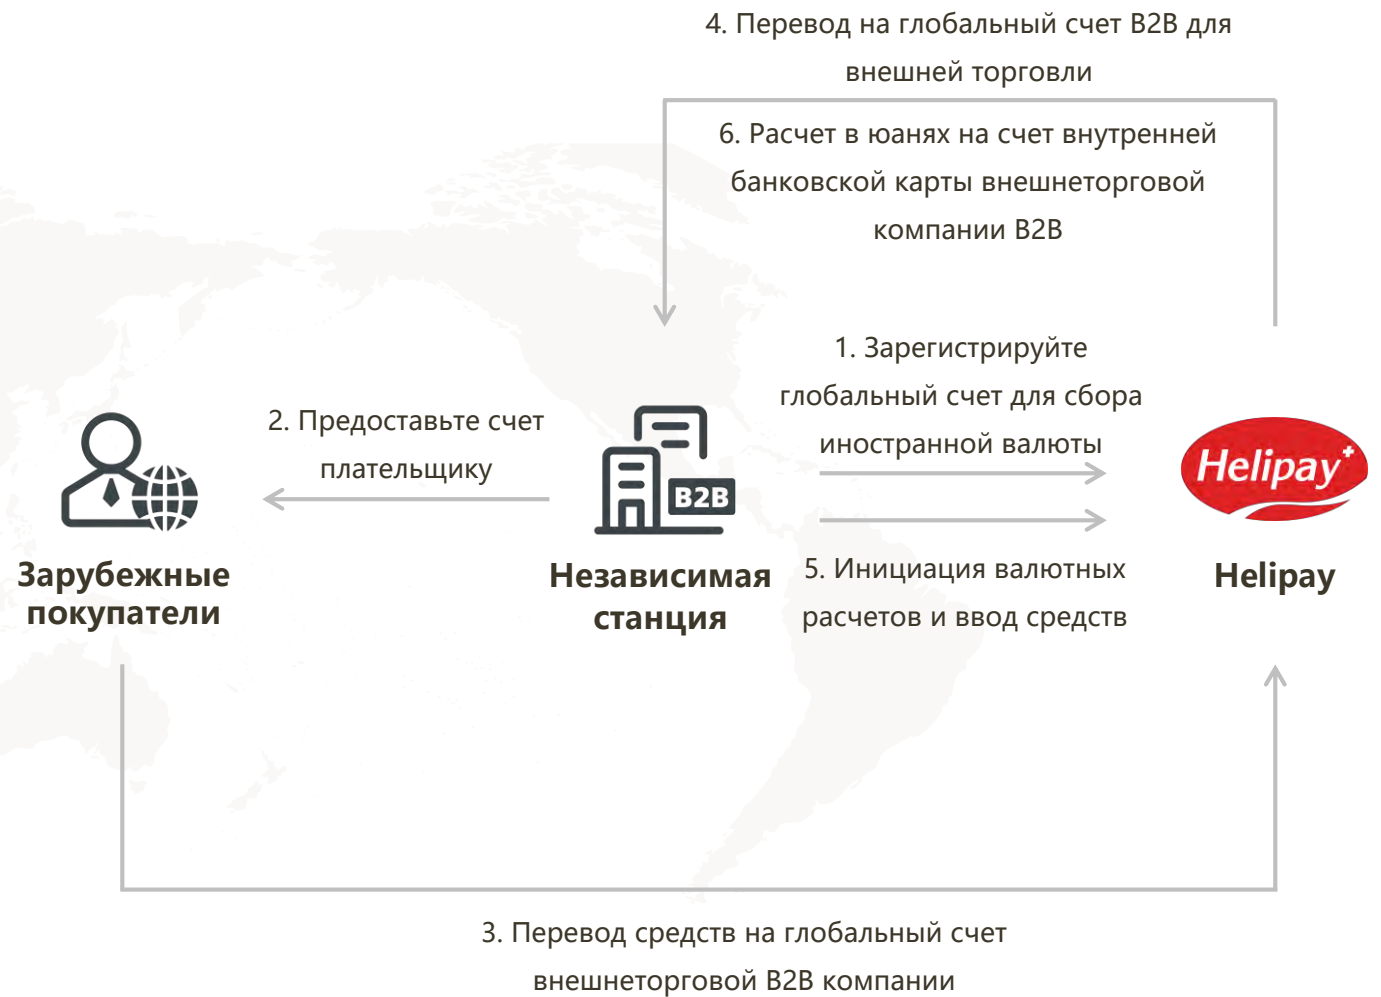 4. Перевод на глобальный счет B2B для
внешней торговли
6. Расчет в юанях на счет внутренней
банковской карты внешнеторговой
компании B2B
1. Зарегистрируйте
глобальный счет для сбора
иностранной валюты
2. Предоставьте счет
плательщику
B2B
Helipay+
Зарубежные
покупатели
Независимая
станция
5. Инициация валютных
расчетов и ввод средств
Helipay
3. Перевод средств на глобальный счет
внешнеторговой B2B компании